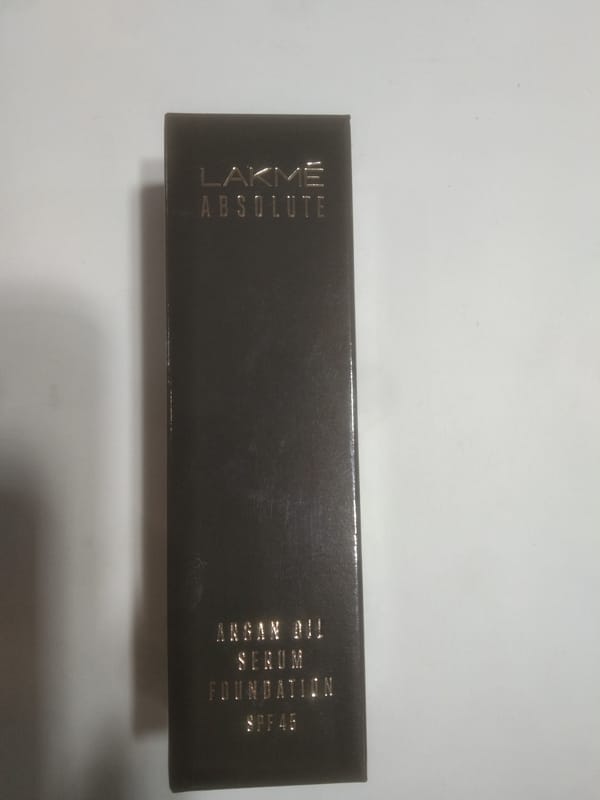 LAKMÉ
ABSOLUTE
ARGAN OIL
SERUM
FOUNDATION
SPF 45